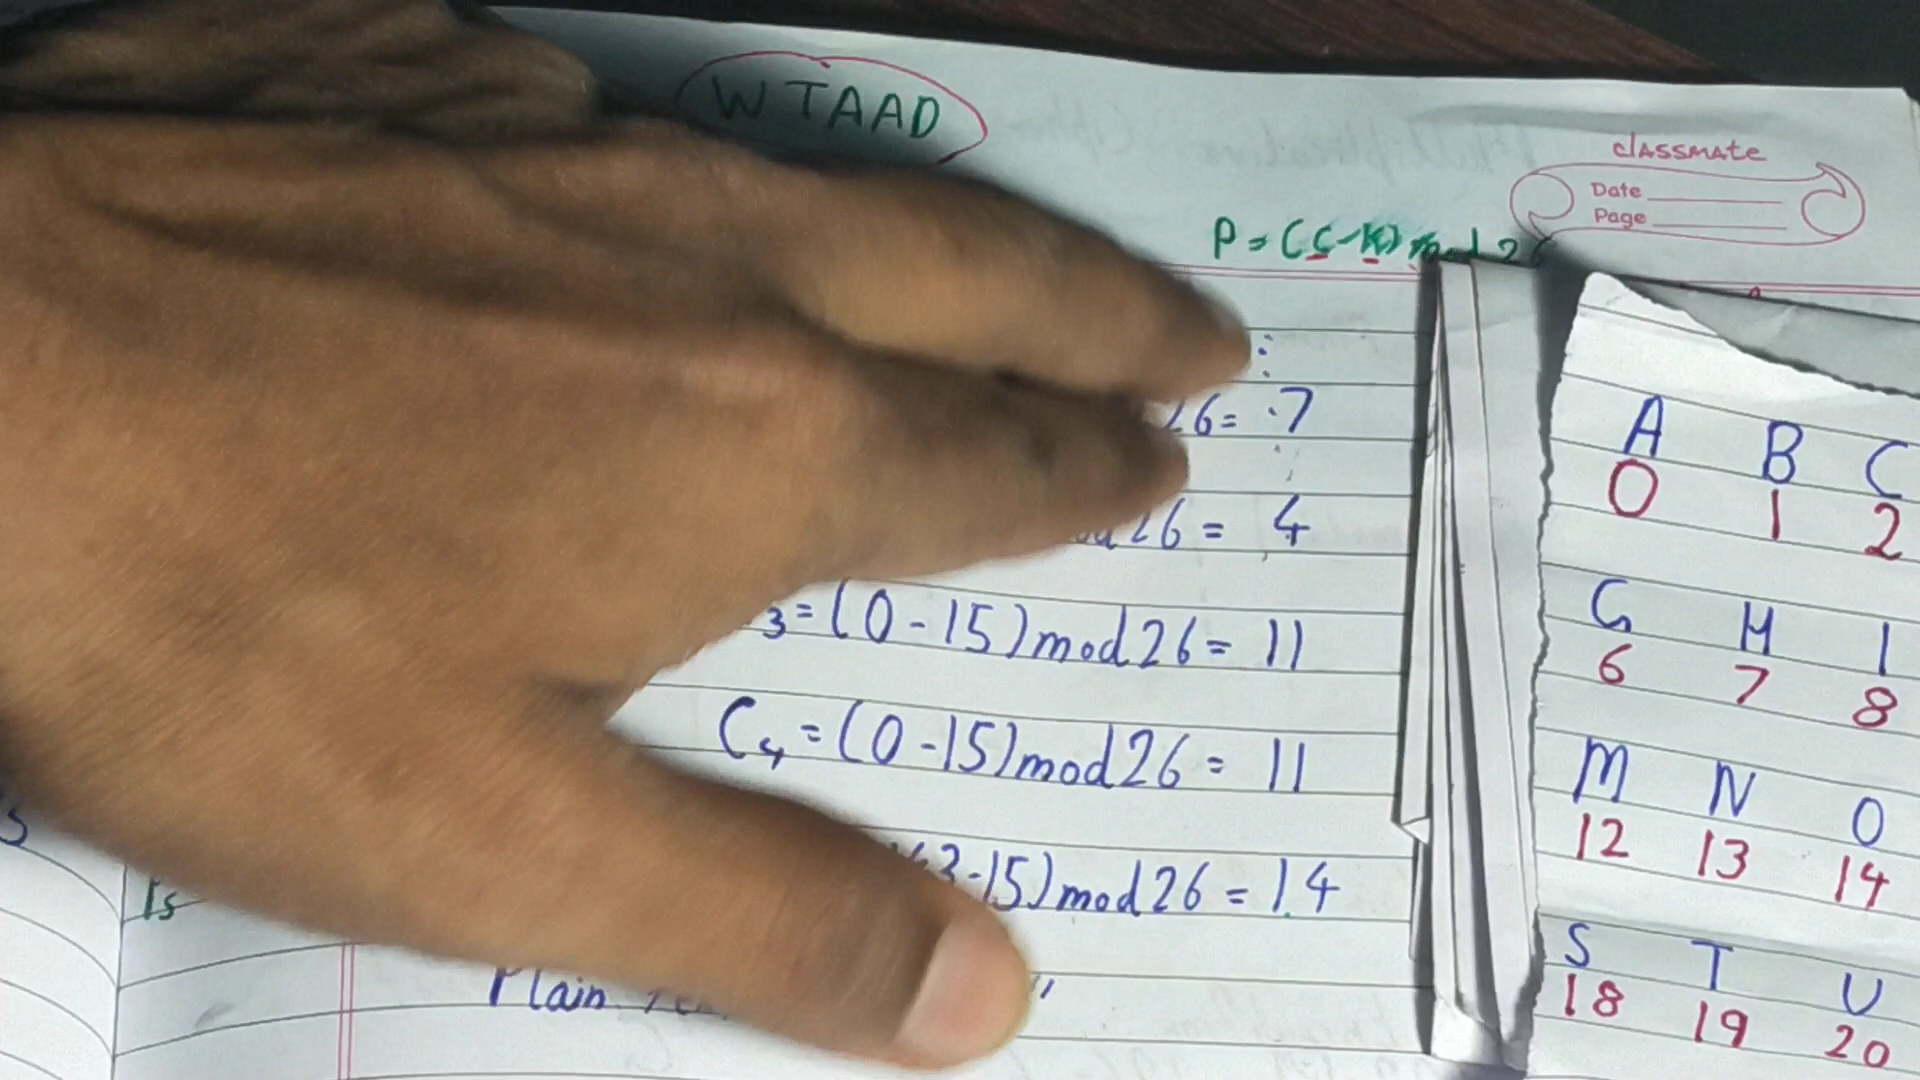 WTAAD
classmate
Date
Page
P = (C-K) mod 26
26 = 7
26 = 4
3 = (0-15) mod 26 = 11
C4 = (0-15) mod 26 = 11
3-15) mod 26 = 14
Plain
"
A B C
0 1 2
G H I
6 7 8
M N O
12 13 14
S T U
18 19 20